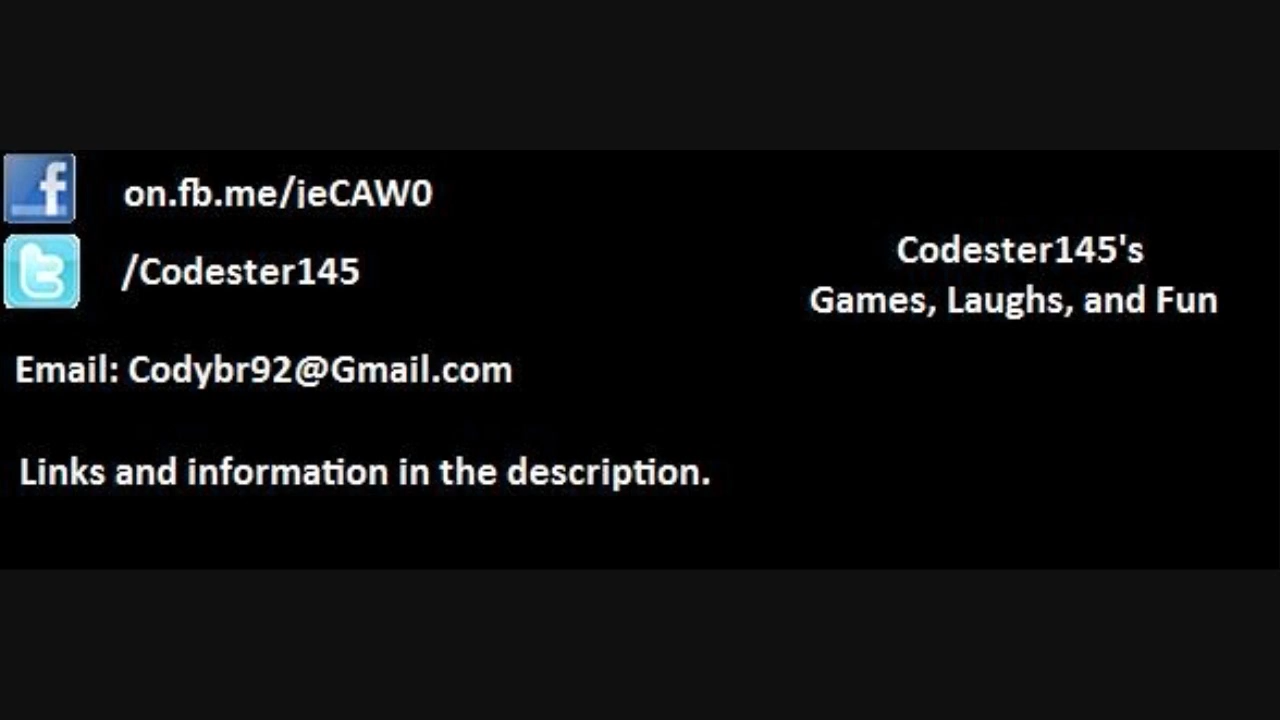 on.fb.me/jeCAW0
/Codester145
Email: Codybr92@Gmail.com
Links and information in the description.
Codester145's
Games, Laughs, and Fun